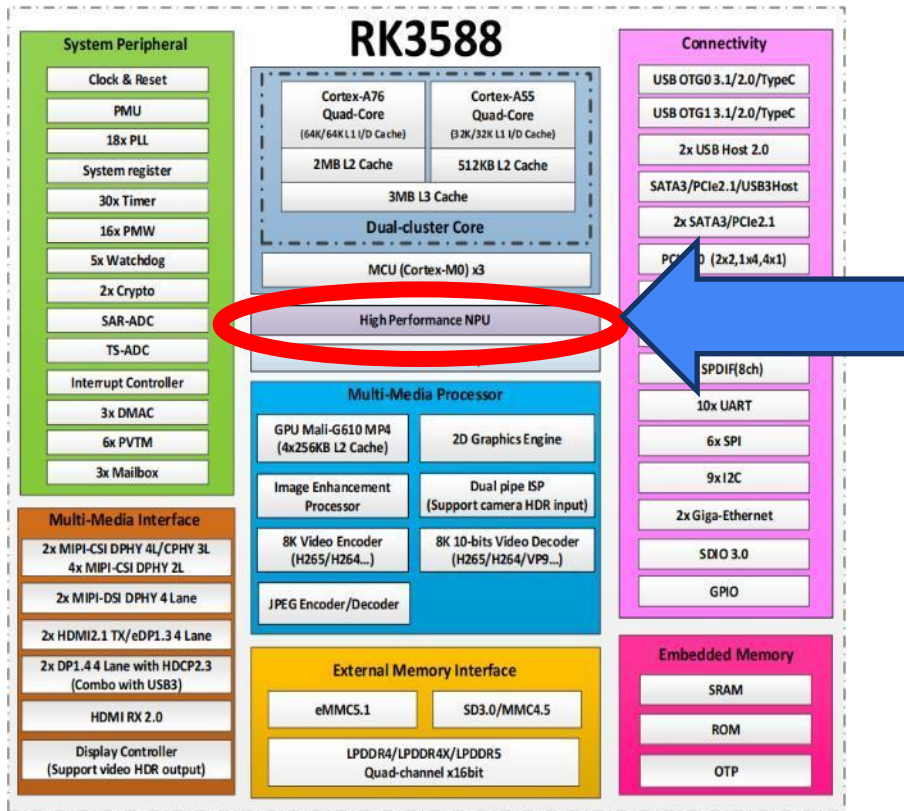 RK3588
System Peripheral
Clock & Reset
PMU
18x PLL
System register
30x Timer
16x PMW
5x Watchdog
2x Crypto
SAR-ADC
TS-ADC
Interrupt Controller
3x DMAC
6x PVTM
3x Mailbox
Multi-Media Interface
2x MIPI-CSI DPHY 4L/CPHY 3L
4x MIPI-CSI DPHY 2L
2x MIPI-DSI DPHY 4 Lane
2x HDMI2.1 TX/eDP1.3 4 Lane
2x DP1.4 4 Lane with HDCP2.3
(Combo with USB3)
HDMI RX 2.0
Display Controller
(Support video HDR output)
Cortex-A76
Quad-Core
(64K/64K L1 I/D Cache)
2MB L2 Cache
Cortex-A55
Quad-Core
(32K/32K L1 I/D Cache)
512KB L2 Cache
3MB L3 Cache
Dual-cluster Core
MCU (Cortex-M0) x3
High Performance NPU
Multi-Media Processor
GPU Mali-G610 MP4
(4x256KB L2 Cache)
2D Graphics Engine
Image Enhancement
Processor
Dual pipe ISP
(Support camera HDR input)
8K Video Encoder
(H265/H264...)
8K 10-bits Video Decoder
(H265/H264/VP9...)
JPEG Encoder/Decoder
External Memory Interface
eMMC5.1
SD3.0/MMC4.5
LPDDR4/LPDDR4X/LPDDR5
Quad-channel x16bit
Connectivity
USB OTG0 3.1/2.0/TypeC
USB OTG1 3.1/2.0/TypeC
2x USB Host 2.0
SATA3/PCIe2.1/USB3Host
2x SATA3/PCIe2.1
(2x2,1x4,4x1)
SPDIF(8ch)
10x UART
6x SPI
9x I2C
2x Giga-Ethernet
SDIO 3.0
GPIO
Embedded Memory
SRAM
ROM
OTP